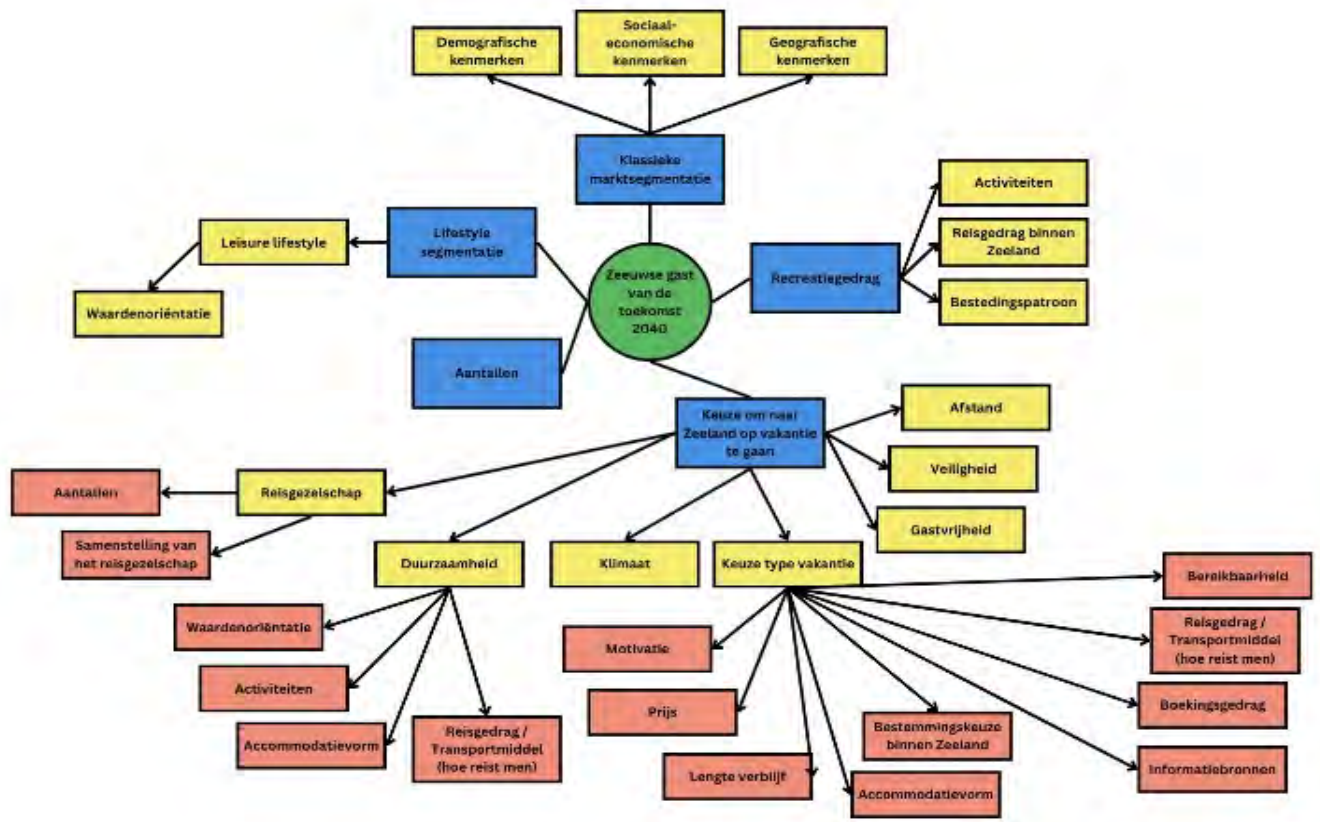 Demografische
kenmerken
Sociaal-
economische
kenmerken
Geografische
kenmerken
Klassieke
marktsegmentatie
Activiteiten
Leisure lifestyle
Lifestyle
segmentatie
Reisgedrag binnen
Zeeland
Zeeuwse gast
van de
toekomst
2040
Recreatiegedrag
Waardenoriëntatie
Bestedingspatroon
Aantallen
Keuze om naar
Zeeland op vakantie
te gaan
Afstand
Veiligheid
Aantallen
Reisgezelschap
Gastvrijheid
Samenstelling van
het reisgezelschap
Duurzaamheid
Klimaat
Keuze type vakantie
Bereikbaarheid
Waardenoriëntatie
Motivatie
Reisgedrag /
Transportmiddel
(hoe reist men)
Activiteiten
Prijs
Boekingsgedrag
Accommodatievorm
Reisgedrag /
Transportmiddel
(hoe reist men)
Bestemmingskeuze
binnen Zeeland
Lengte verblijf
Accommodatievorm
Informatiebronnen